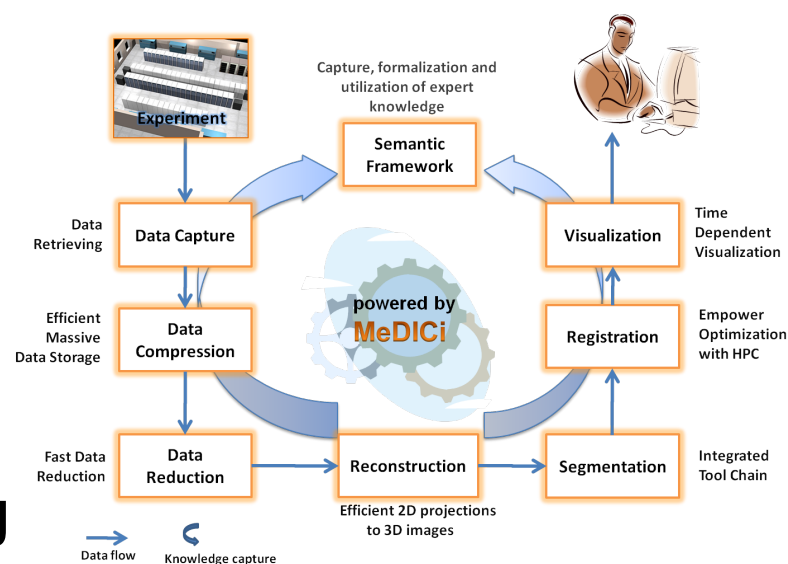 Experiment
Capture, formalization and
utilization of expert
knowledge
Semantic
Framework
Data
Retrieving
Data Capture
Visualization
Time
Dependent
Visualization
Efficient
Massive
Data Storage
Data
Compression
powered by
MeDICi
Registration
Empower
Optimization
with HPC
Fast Data
Reduction
Data
Reduction
Reconstruction
Segmentation
Integrated
Tool Chain
Efficient 2D projections
to 3D images
Data flow
Knowledge capture